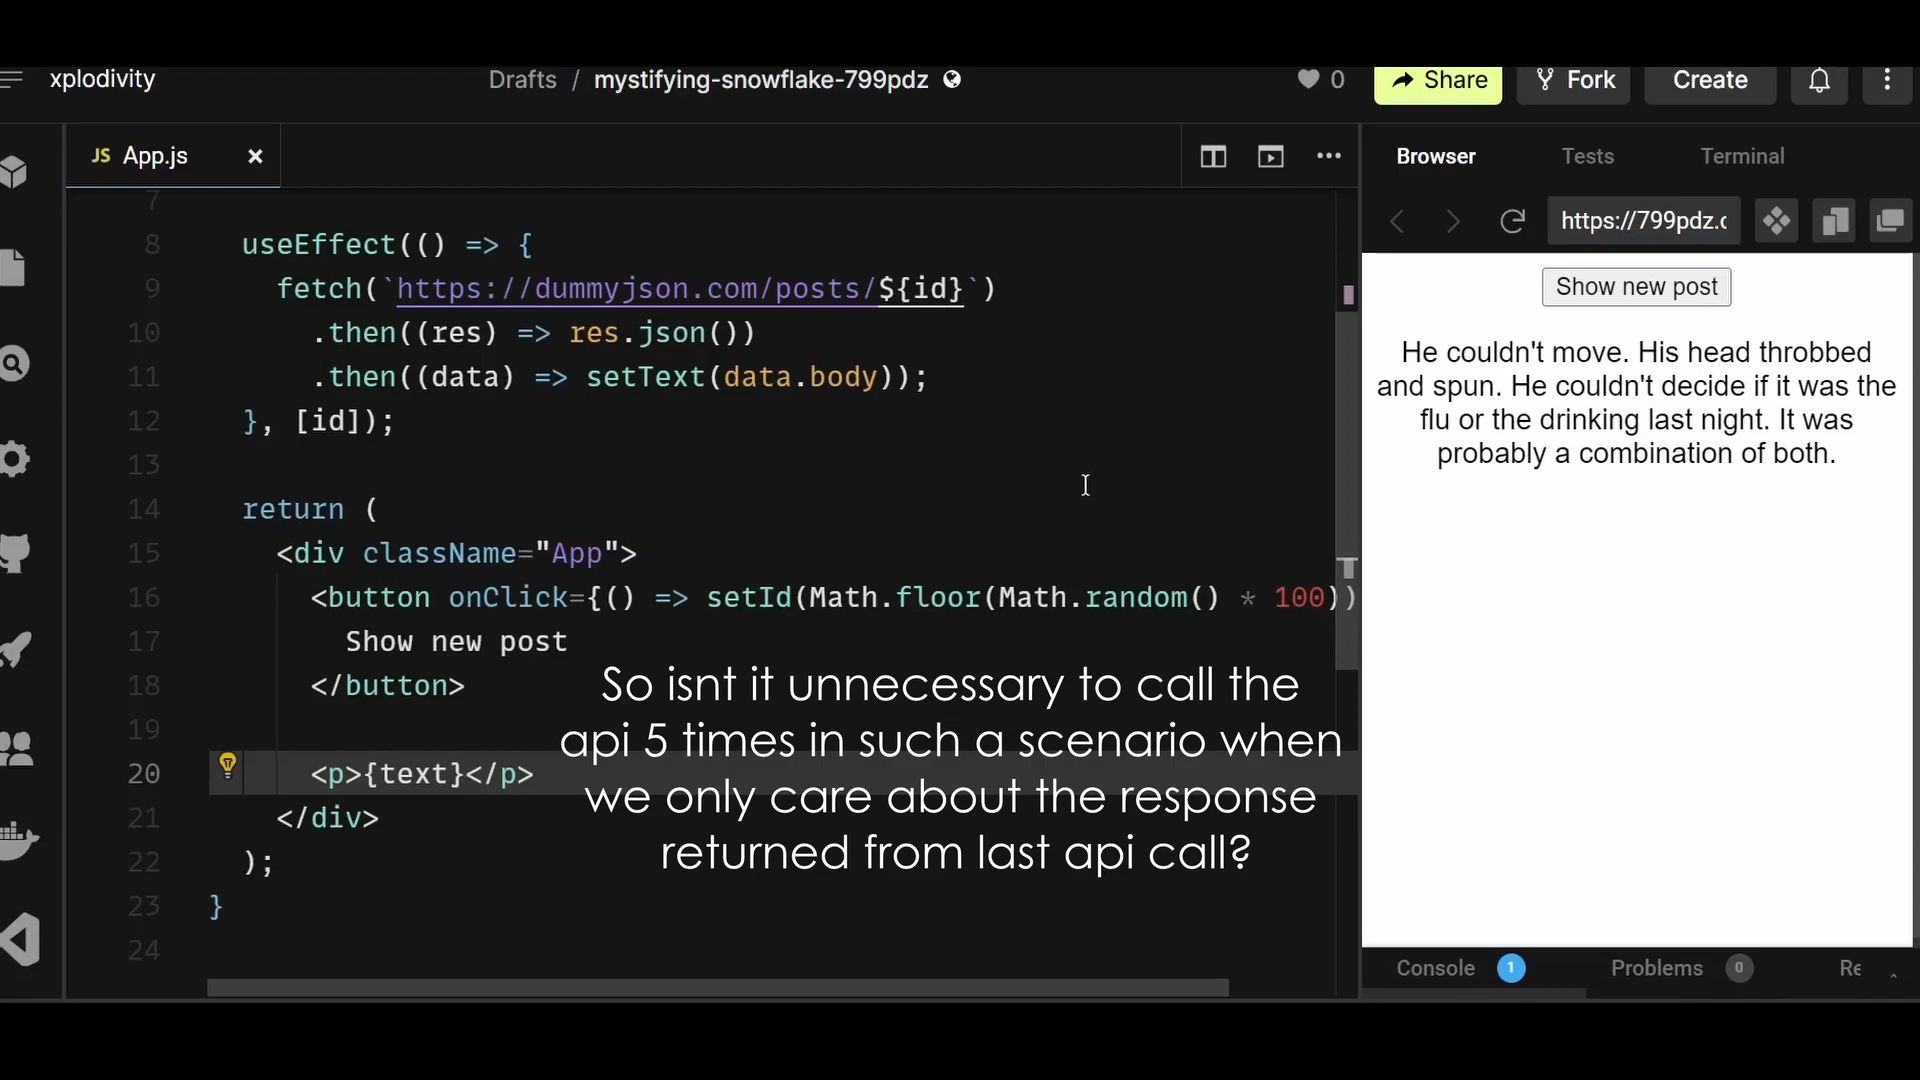 xplodivity
Drafts / mystifying-snowflake-799pdz
0
Share
Fork
Create
JS App.js
7
8 useEffect(() => {
9 fetch(`https://dummyjson.com/posts/${id}`)
10 .then((res) => res.json())
11 .then((data) => setText(data.body));
12 }, [id]);
13
14 return (
15 <div className="App">
16 <button onClick={() => setId(Math.floor(Math.random() * 100))
17 Show new post
18 </button>
19
20 <p>{text}</p>
21 </div>
22 );
23 }
24
So isnt it unnecessary to call the
api 5 times in such a scenario when
we only care about the response
returned from last api call?
Browser Tests Terminal
https://799pdz.c
Show new post
He couldn't move. His head throbbed
and spun. He couldn't decide if it was the
flu or the drinking last night. It was
probably a combination of both.
Console 1 Problems 0 Re